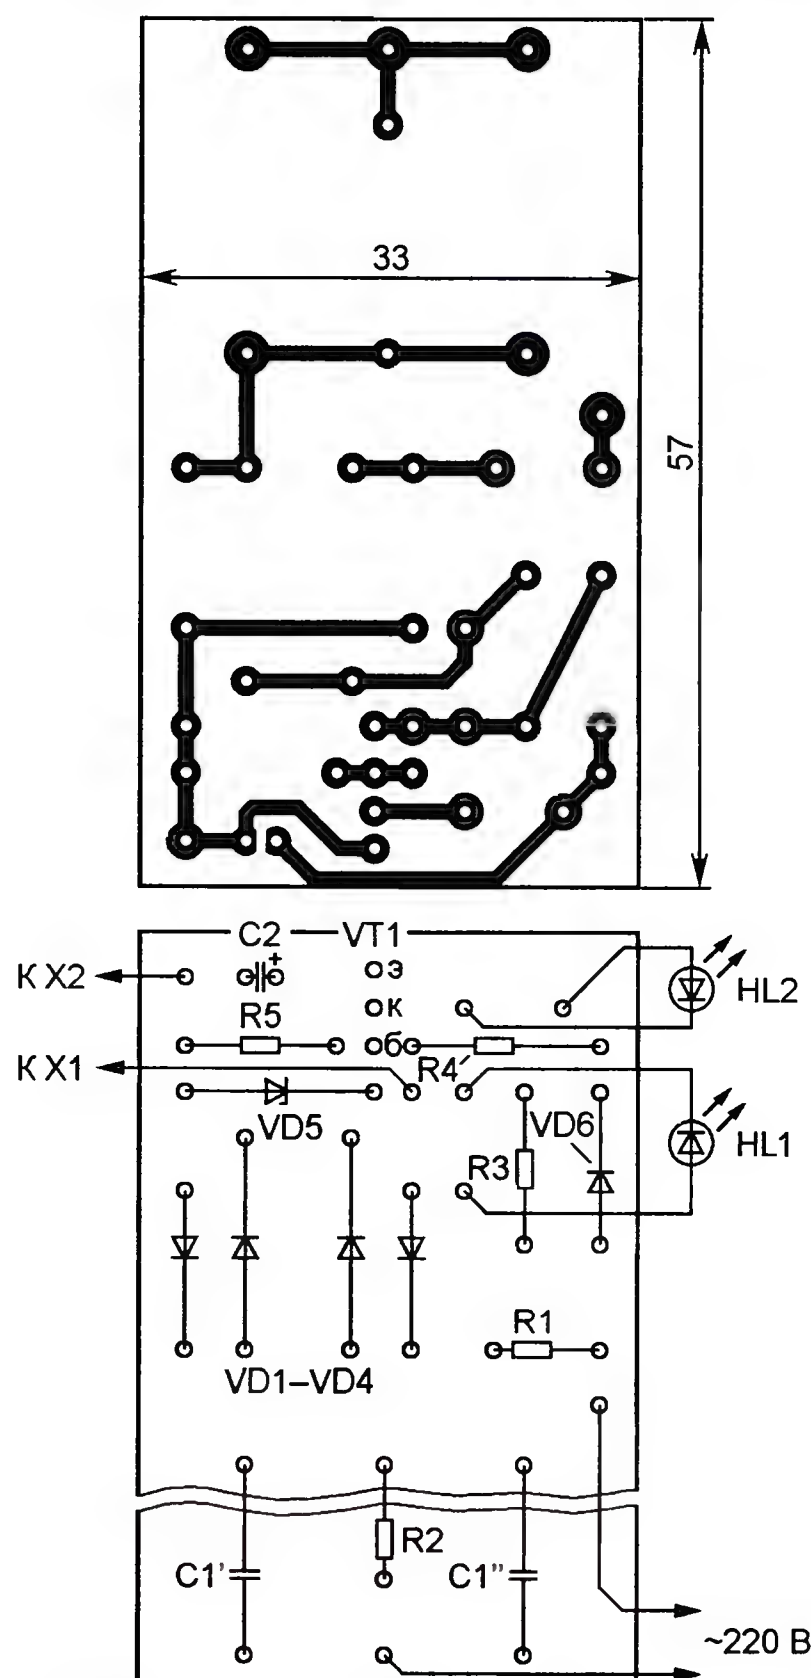 33
57
C2
VT1
К X2
+
э
HL2
к
R5
б
R4
К X1
VD5
VD6
R3
HL1
R1
VD1–VD4
R2
C1'
C1"
~220 В